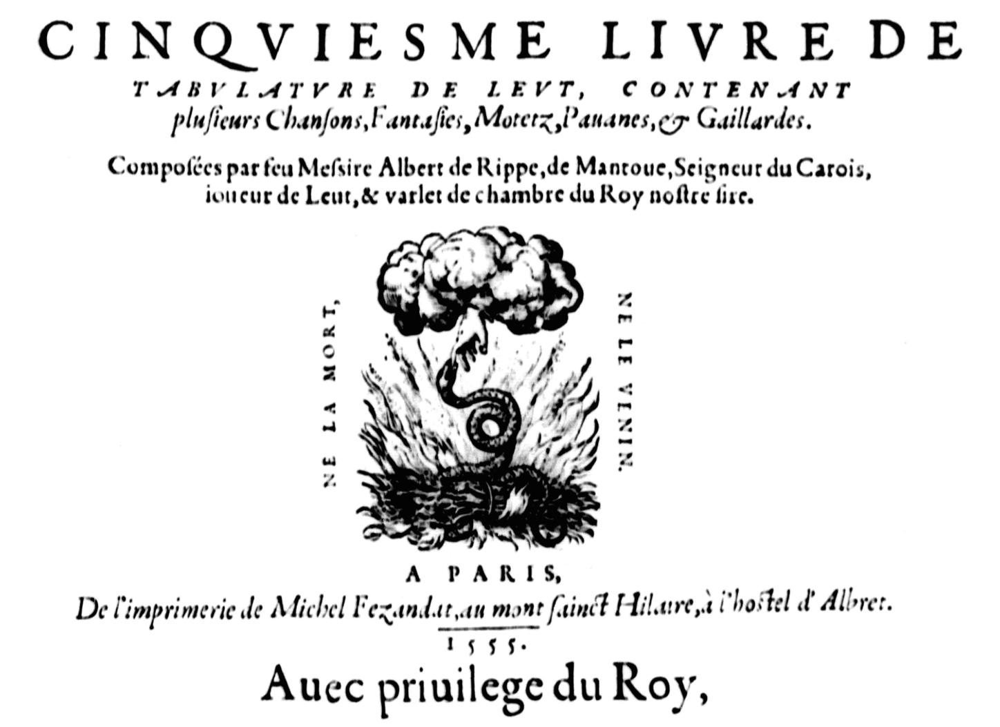 CINQVIESME LIVRE DE
TABVLATVRE DE LEVT, CONTENANT
pluſieurs Chanſons, Fantaſies, Motetz, Pauanes, & Gaillardes.
Compoſées par feu Meſsire Albert de Rippe, de Mantoue, Seigneur du Carois,
ioueur de Leut, & varlet de chambre du Roy noſtre ſire.
NE LA MORT,
NE LE VENIN.
A PARIS,
De l'imprimerie de Michel Fezandat, au mont ſainct Hilaire, à l'hoſtel d'Albret.
1555.
Auec priuilege du Roy,